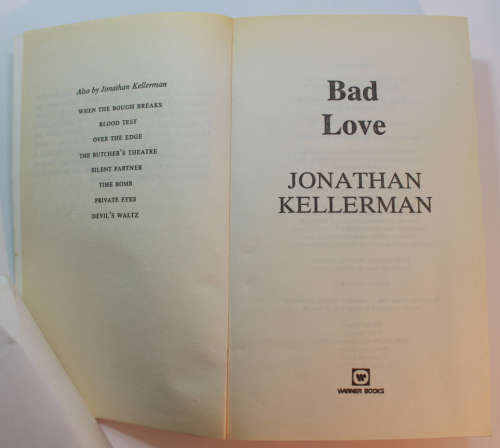 Also by Jonathan Kellerman
WHEN THE BOUGH BREAKS
BLOOD TEST
OVER THE EDGE
THE BUTCHER'S THEATRE
SILENT PARTNER
TIME BOMB
PRIVATE EYES
DEVIL'S WALTZ
Bad
Love
JONATHAN
KELLERMAN
WARNER BOOKS